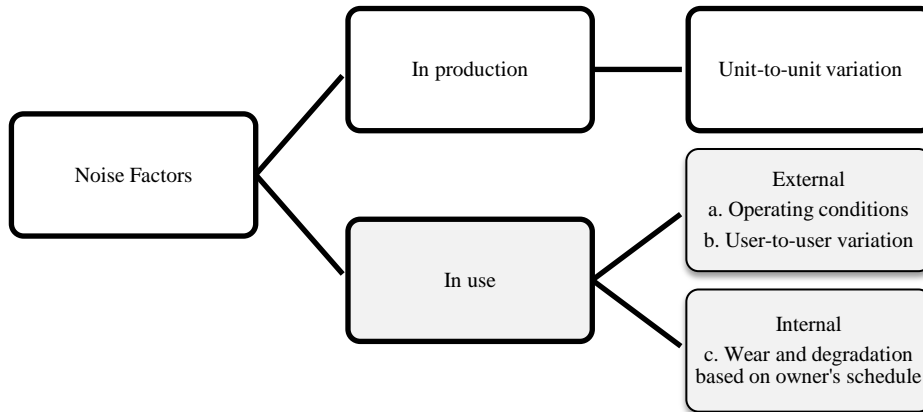 Noise Factors
In production
Unit-to-unit variation
In use
External
a. Operating conditions
b. User-to-user variation
Internal
c. Wear and degradation
based on owner's schedule